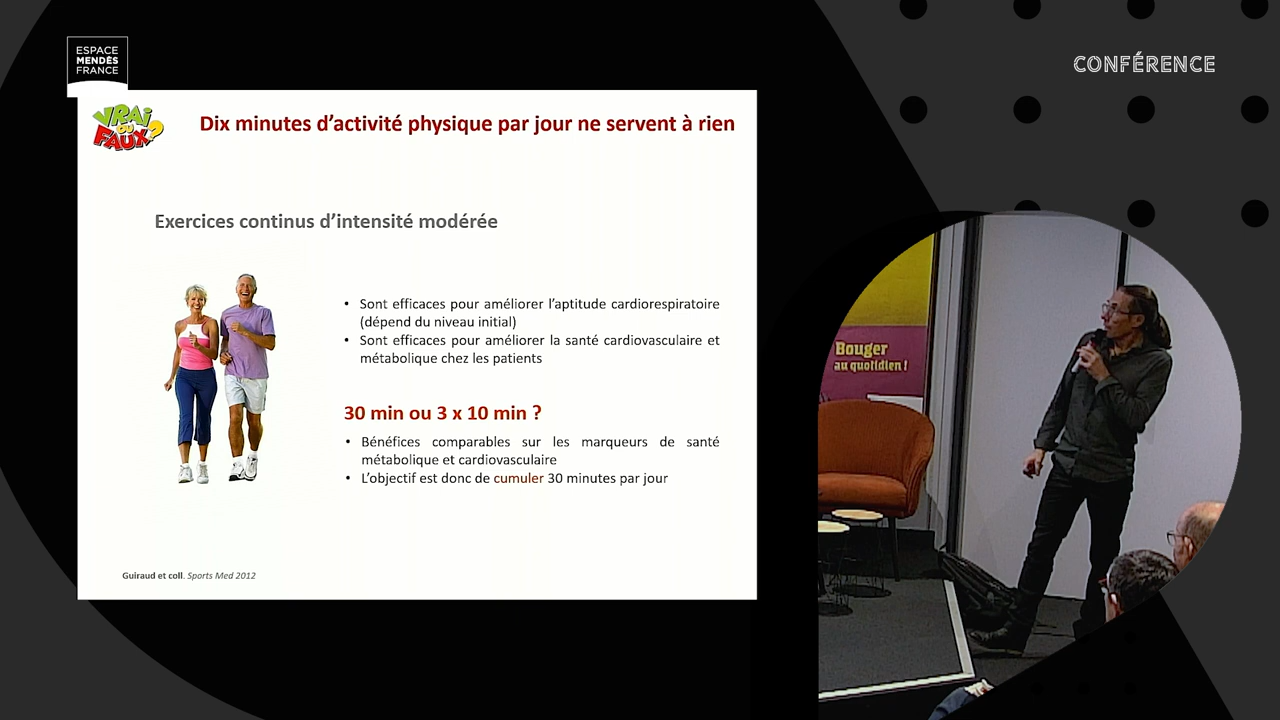 ESPACE
MENDÈS
FRANCE
CONFÉRENCE
VRAI
OU
FAUX?
Dix minutes d’activité physique par jour ne servent à rien
Exercices continus d’intensité modérée
• Sont efficaces pour améliorer l’aptitude cardiorespiratoire
(dépend du niveau initial)
• Sont efficaces pour améliorer la santé cardiovasculaire et
métabolique chez les patients
30 min ou 3 x 10 min ?
• Bénéfices comparables sur les marqueurs de santé
métabolique et cardiovasculaire
• L’objectif est donc de cumuler 30 minutes par jour
Guiraud et coll. Sports Med 2012
Bouger
au quotidien !